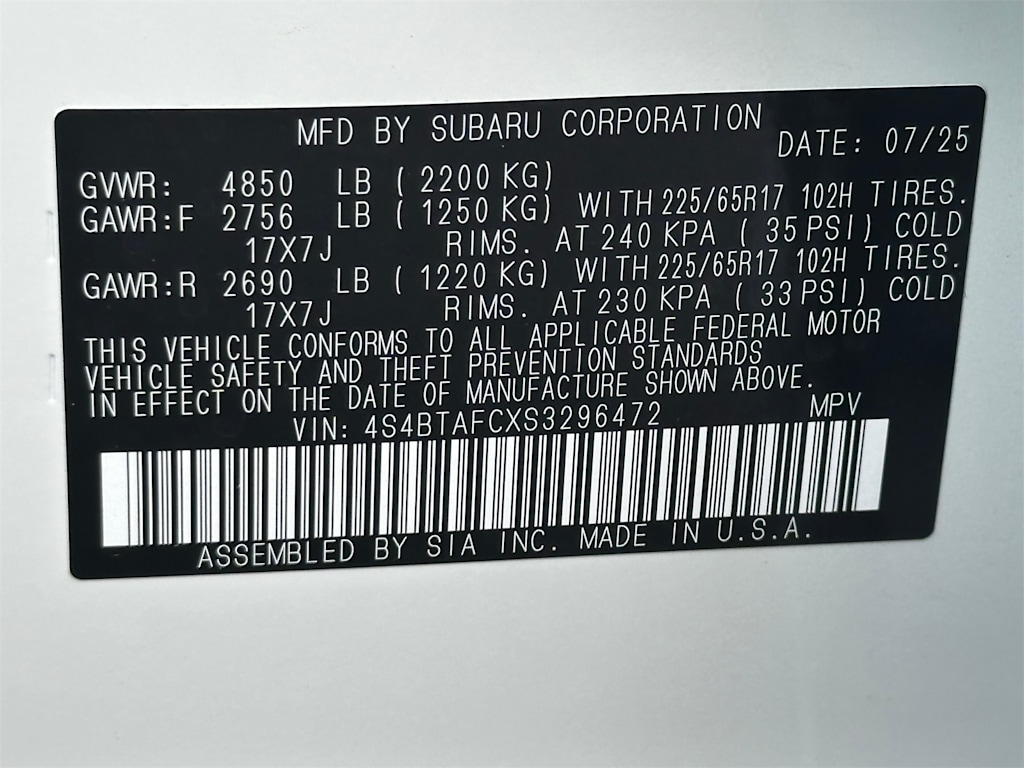 MFD BY SUBARU CORPORATION DATE: 07/25
GVWR: 4850 LB ( 2200 KG)
GAWR:F 2756 LB ( 1250 KG) WITH 225/65R17 102H TIRES.
17X7J RIMS. AT 240 KPA ( 35 PSI) COLD
GAWR:R 2690 LB ( 1220 KG) WITH 225/65R17 102H TIRES.
17X7J RIMS. AT 230 KPA ( 33 PSI) COLD
THIS VEHICLE CONFORMS TO ALL APPLICABLE FEDERAL MOTOR
VEHICLE SAFETY AND THEFT PREVENTION STANDARDS
IN EFFECT ON THE DATE OF MANUFACTURE SHOWN ABOVE.
VIN: 4S4BTAFCXS3296472 MPV
ASSEMBLED BY SIA INC. MADE IN U.S.A.